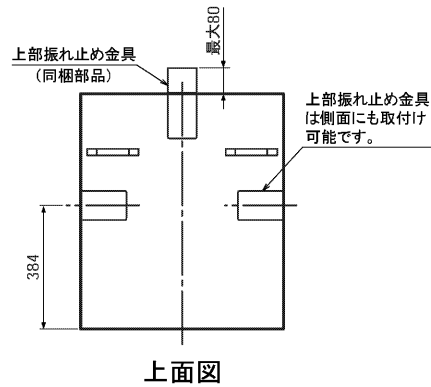 最大80
上部振れ止め金具
(同梱部品)
上部振れ止め金具
は側面にも取付け
可能です。
384
上面図